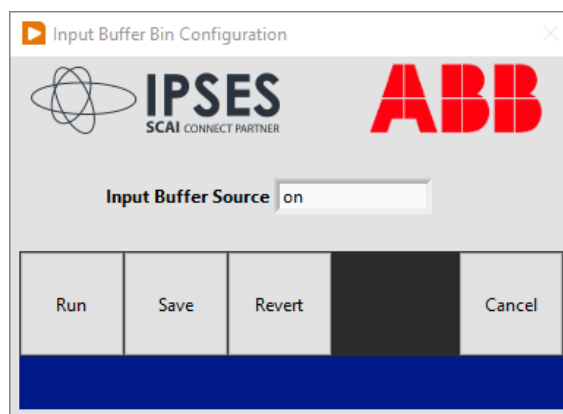 Input Buffer Bin Configuration
IPSES
SCAI CONNECT PARTNER
ABB
Input Buffer Source on
Run Save Revert Cancel